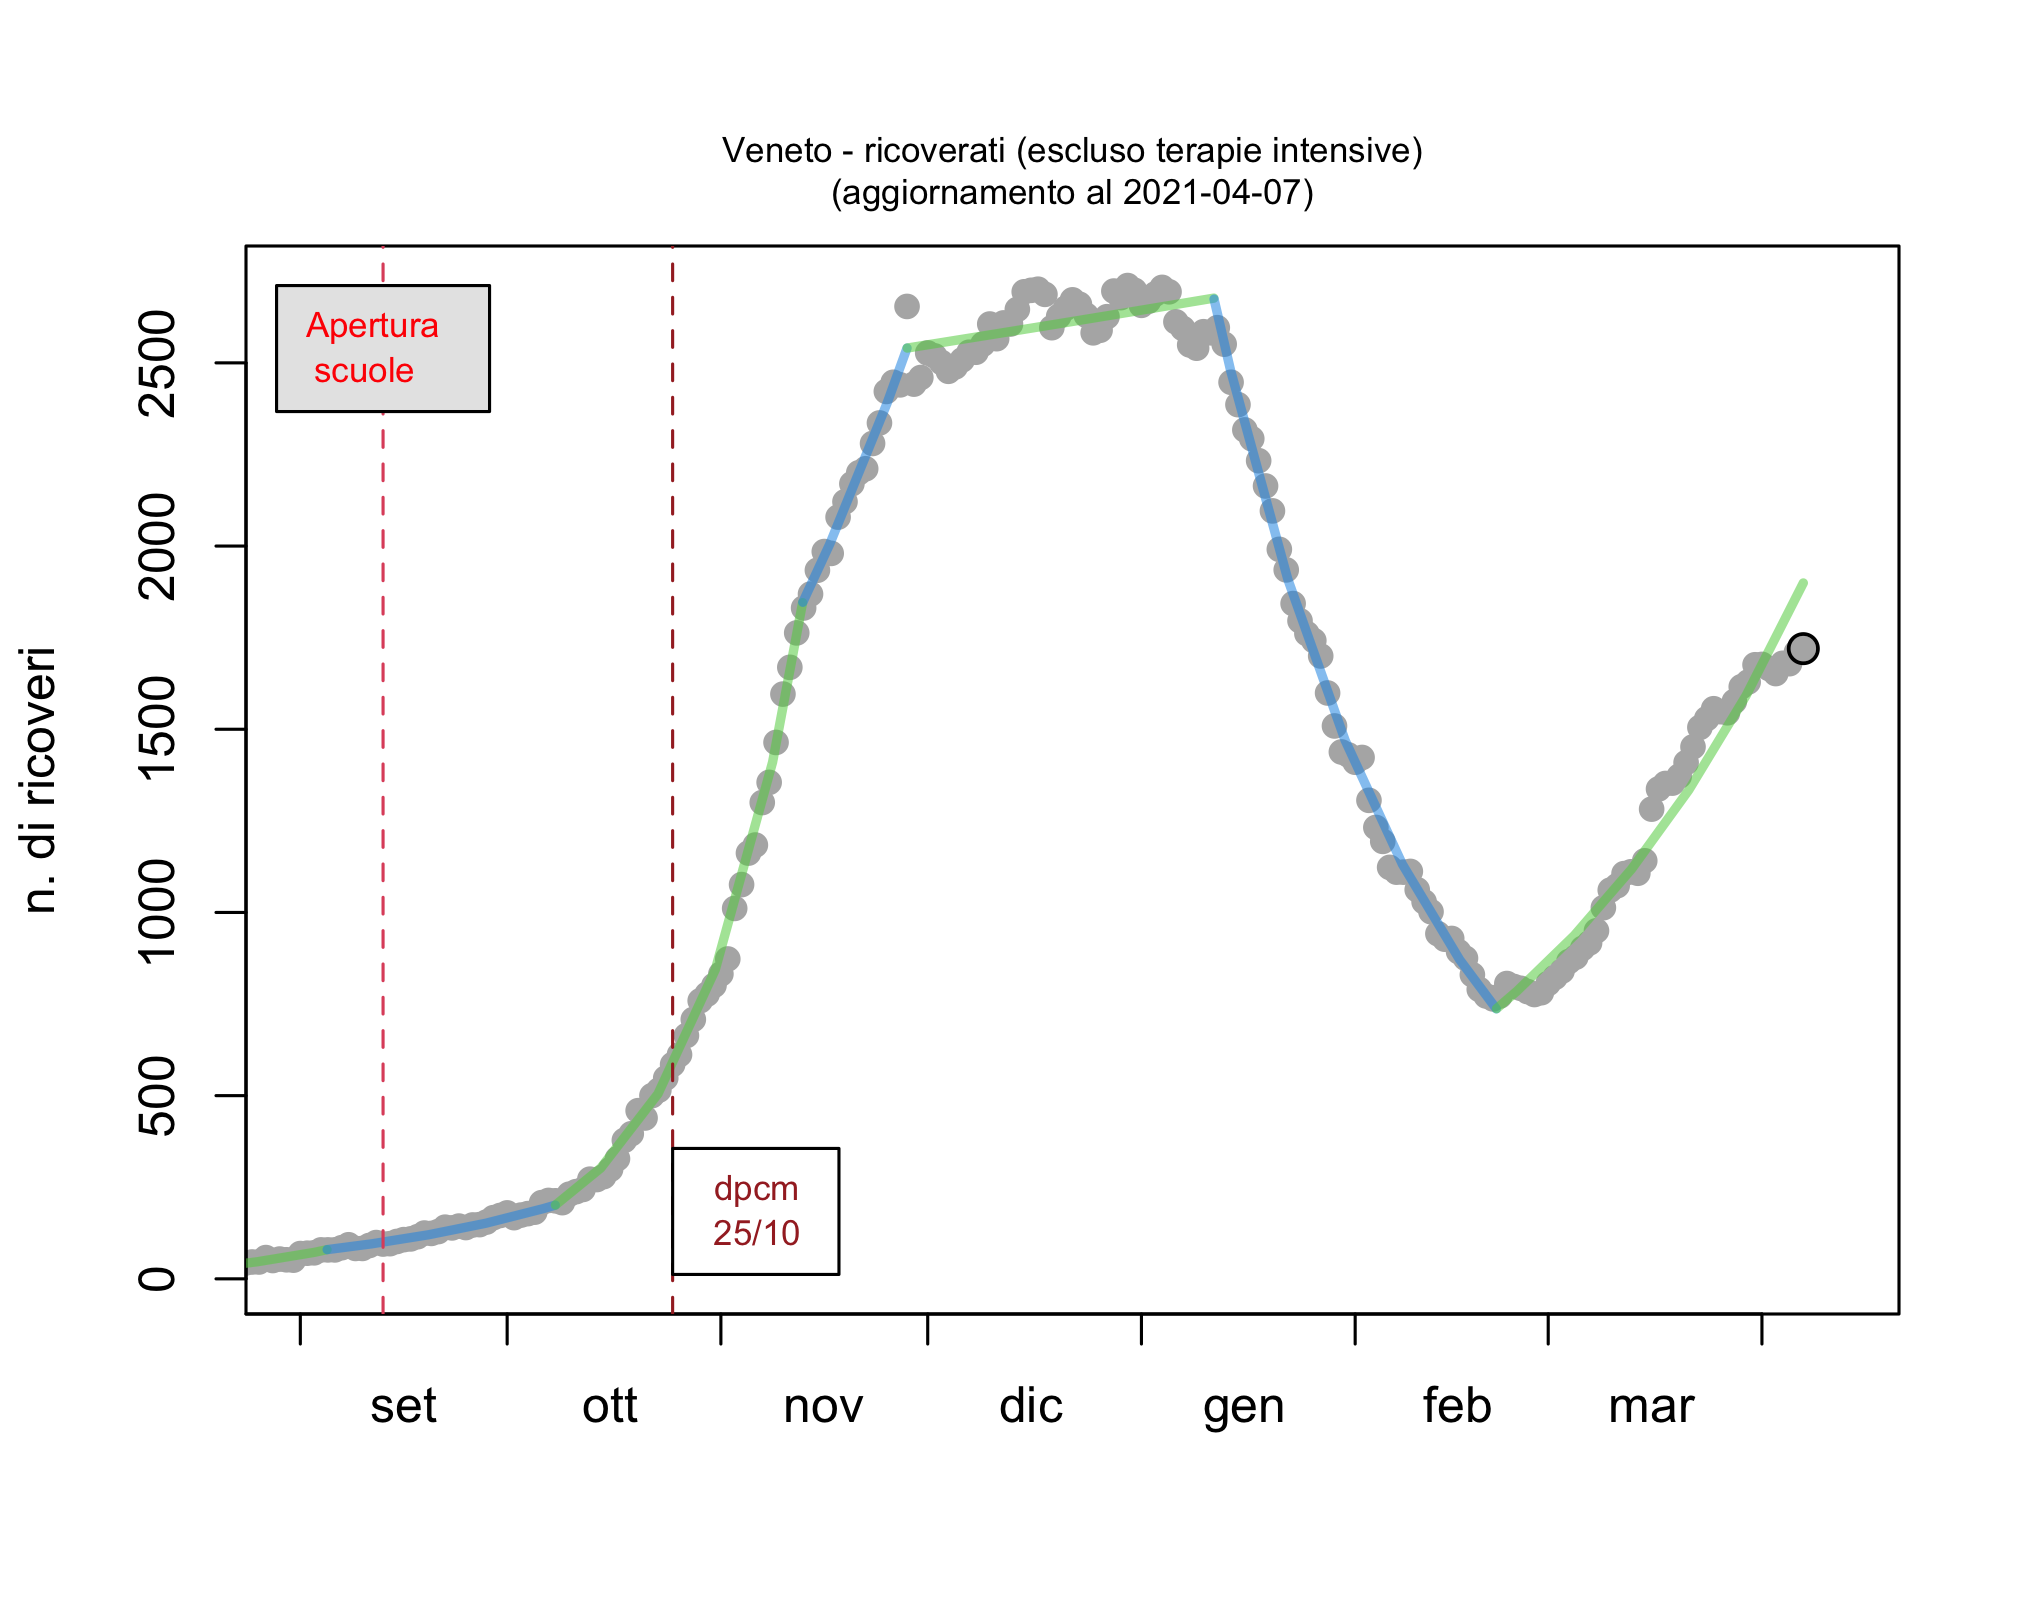 Veneto - ricoverati (escluso terapie intensive)
(aggiornamento al 2021-04-07)
Apertura
scuole
dpcm
25/10
n. di ricoveri
2500
2000
1500
1000
500
0
set ott nov dic gen feb mar